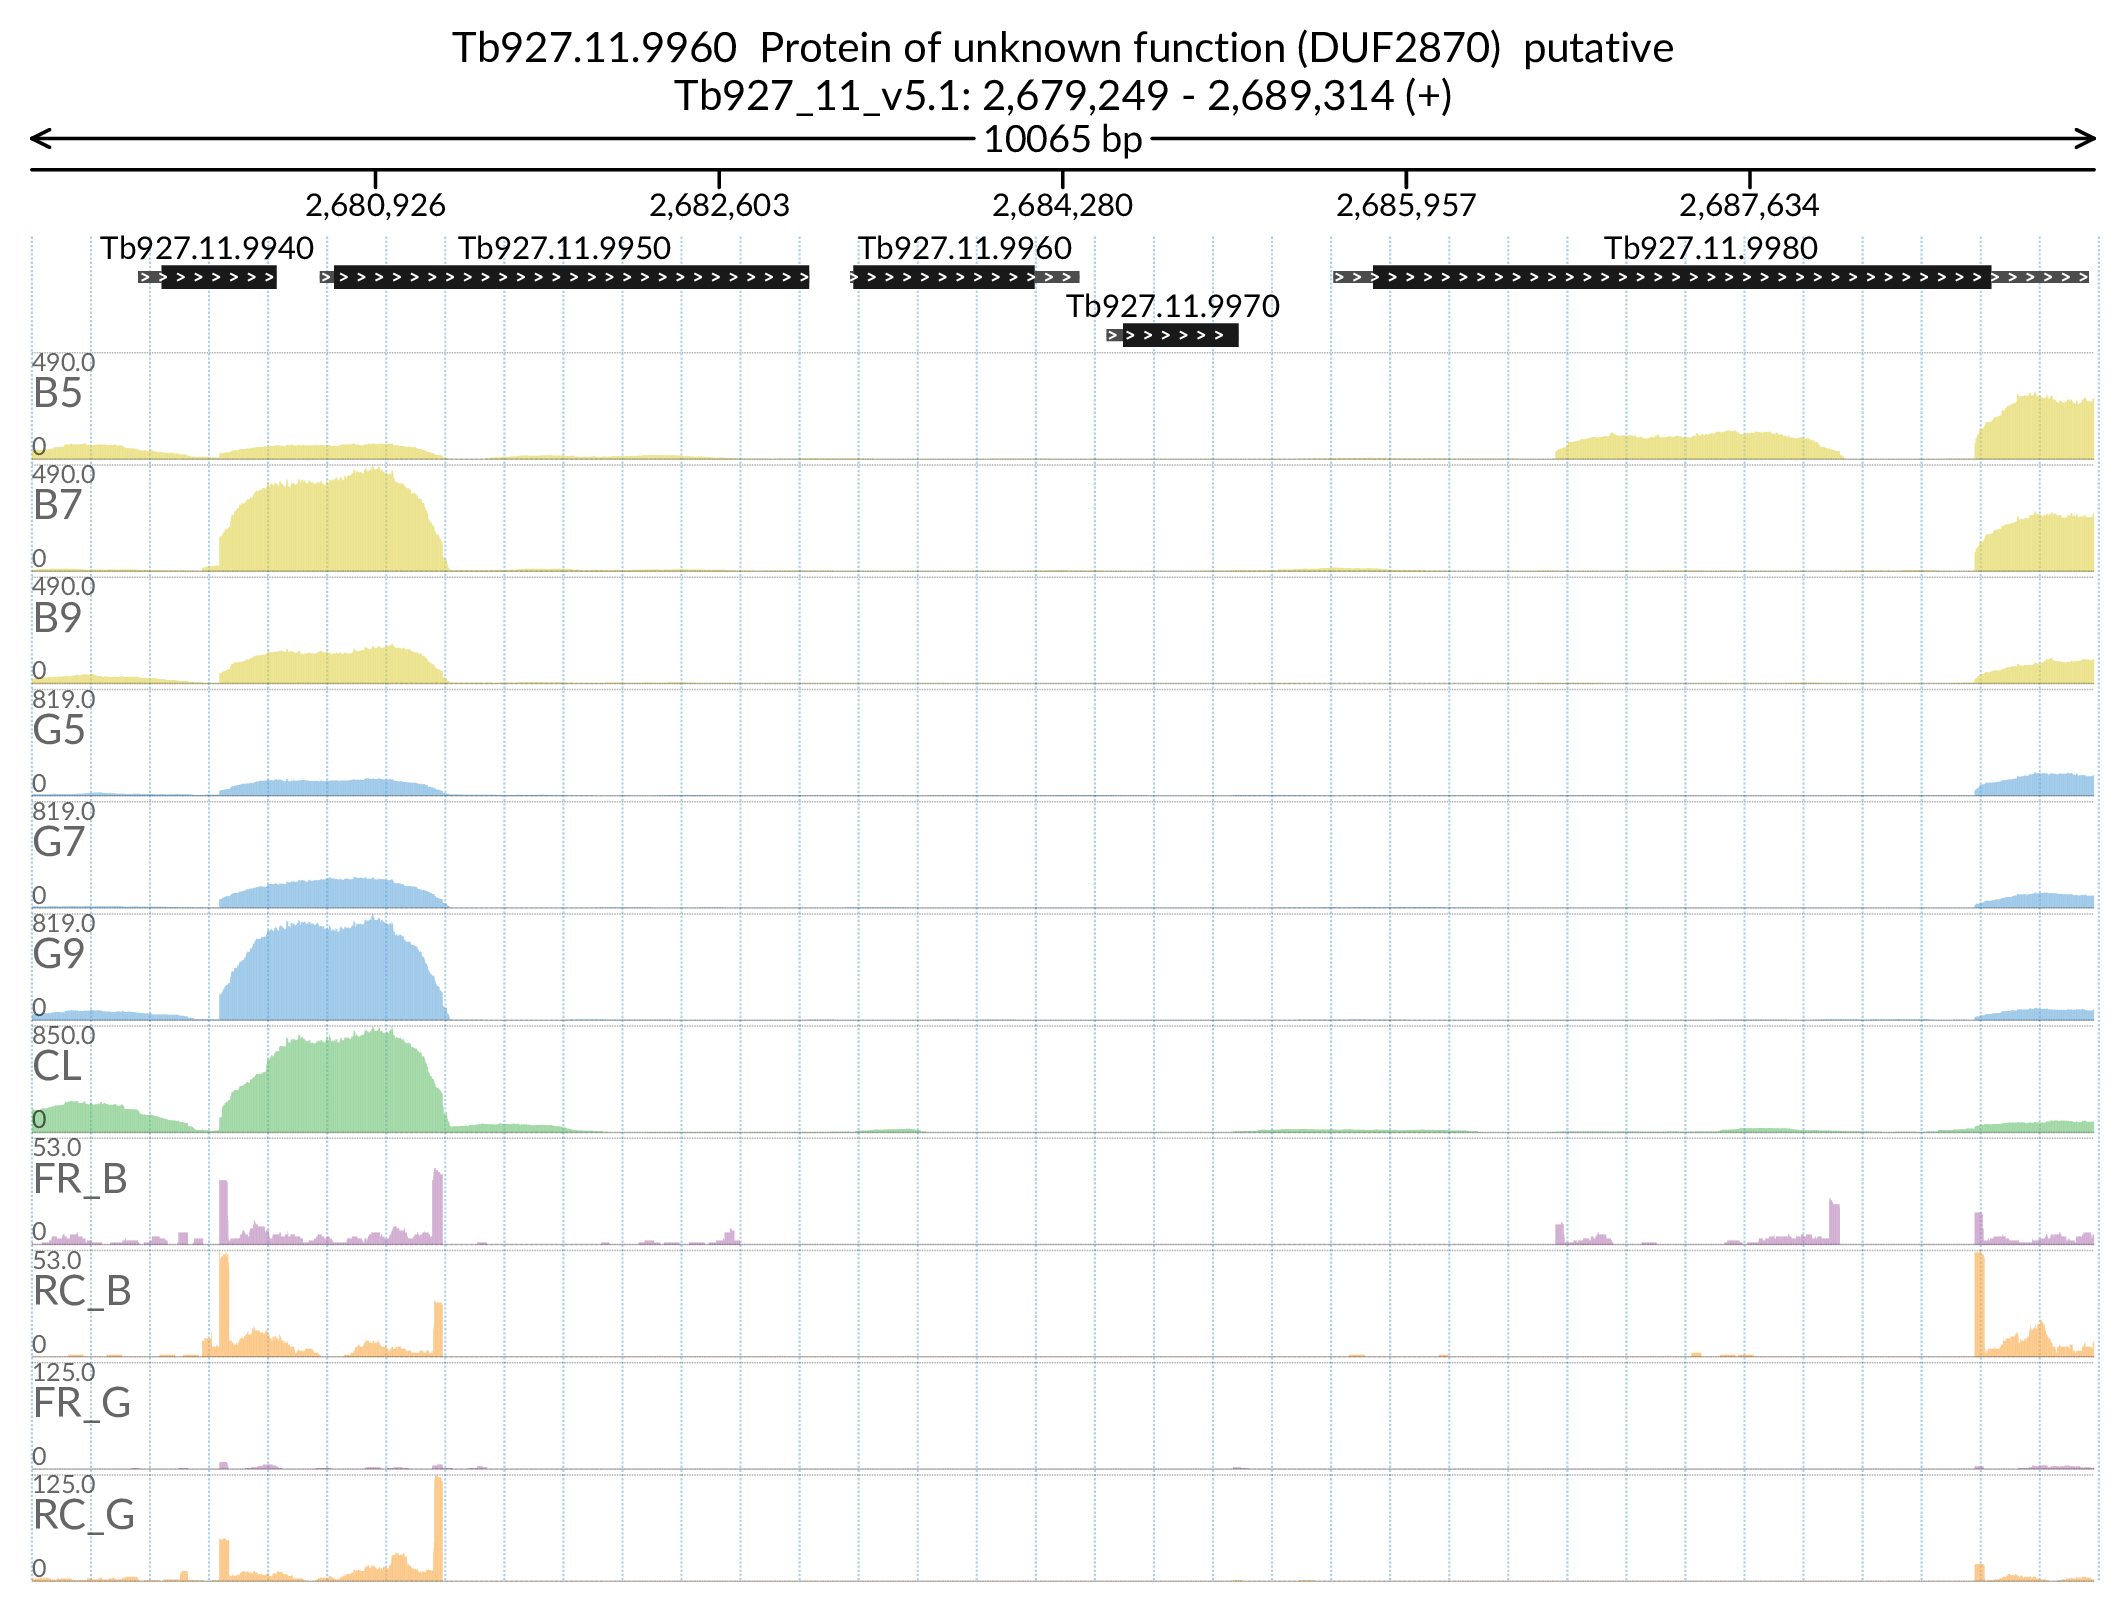 Tb927.11.9960  Protein of unknown function (DUF2870)  putative
Tb927_11_v5.1: 2,679,249 - 2,689,314 (+)
10065 bp
2,680,926 2,682,603 2,684,280 2,685,957 2,687,634
Tb927.11.9940 Tb927.11.9950 Tb927.11.9960 Tb927.11.9980
Tb927.11.9970
490.0
B5
0
490.0
B7
0
490.0
B9
0
819.0
G5
0
819.0
G7
0
819.0
G9
0
850.0
CL
0
53.0
FR_B
0
53.0
RC_B
0
125.0
FR_G
0
125.0
RC_G
0